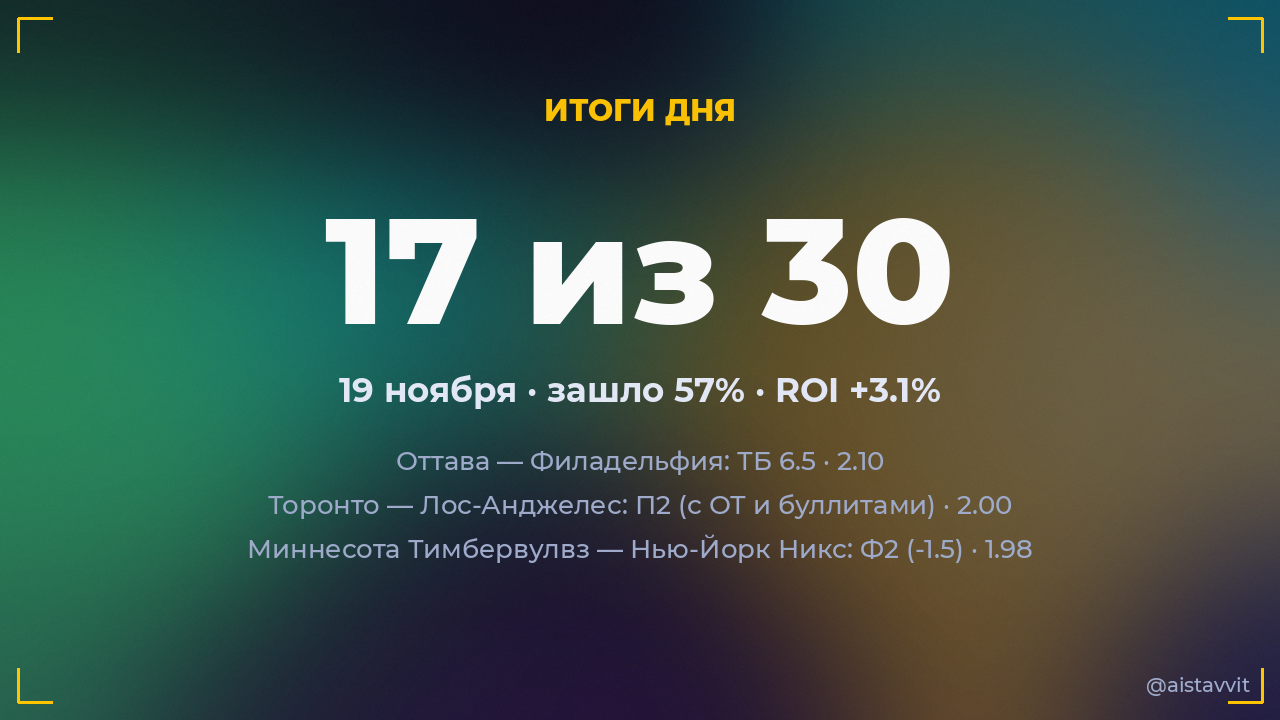 ИТОГИ ДНЯ
17 из 30
19 ноября · зашло 57% · ROI +3.1%
Оттава — Филадельфия: ТБ 6.5 · 2.10
Торонто — Лос-Анджелес: П2 (с ОТ и буллитами) · 2.00
Миннесота Тимбервулвз — Нью-Йорк Никс: Ф2 (-1.5) · 1.98
@aistavvit